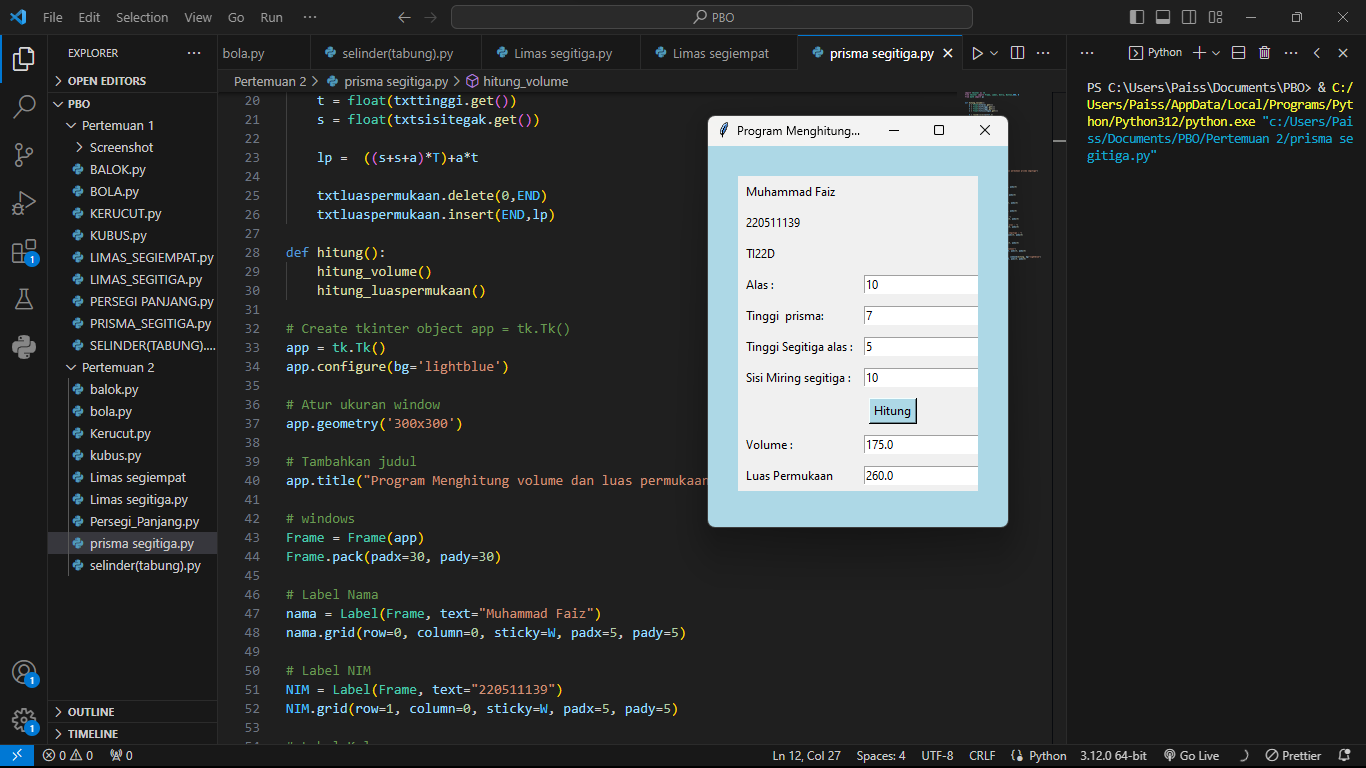 File Edit Selection View Go Run ··· PBO
EXPLORER ···
OPEN EDITORS
PBO
Pertemuan 1
Screenshot
BALOK.py
BOLA.py
KERUCUT.py
KUBUS.py
LIMAS_SEGIEMPAT.py
LIMAS_SEGITIGA.py
PERSEGI PANJANG.py
PRISMA_SEGITIGA.py
SELINDER(TABUNG)....
Pertemuan 2
balok.py
bola.py
Kerucut.py
kubus.py
Limas segiempat
Limas segitiga.py
Persegi_Panjang.py
prisma segitiga.py
selinder(tabung).py
OUTLINE
TIMELINE
bola.py selinder(tabung).py Limas segitiga.py Limas segiempat prisma segitiga.py
Pertemuan 2 > prisma segitiga.py > hitung_volume
20 t = float(txttinggi.get())
21 s = float(txtsisitegak.get())
22
23 lp =  ((s+s+a)*T)+a*t
24
25 txtluaspermukaan.delete(0,END)
26 txtluaspermukaan.insert(END,lp)
27
28 def hitung():
29 hitung_volume()
30 hitung_luaspermukaan()
31
32 # Create tkinter object app = tk.Tk()
33 app = tk.Tk()
34 app.configure(bg='lightblue')
35
36 # Atur ukuran window
37 app.geometry('300x300')
38
39 # Tambahkan judul
40 app.title("Program Menghitung volume dan luas permukaan
41
42 # windows
43 Frame = Frame(app)
44 Frame.pack(padx=30, pady=30)
45
46 # Label Nama
47 nama = Label(Frame, text="Muhammad Faiz")
48 nama.grid(row=0, column=0, sticky=W, padx=5, pady=5)
49
50 # Label NIM
51 NIM = Label(Frame, text="220511139")
52 NIM.grid(row=1, column=0, sticky=W, padx=5, pady=5)
53
Program Menghitung...
Muhammad Faiz
220511139
TI22D
Alas : 10
Tinggi  prisma: 7
Tinggi Segitiga alas : 5
Sisi Miring segitiga : 10
Hitung
Volume : 175.0
Luas Permukaan 260.0
··· Python ···
PS C:\Users\Paiss\Documents\PBO> & C:/
Users/Paiss/AppData/Local/Programs/Pyt
hon/Python312/python.exe "c:/Users/Pai
ss/Documents/PBO/Pertemuan 2/prisma se
gitiga.py"
1
1
1
0 0 0 Ln 12, Col 27 Spaces: 4 UTF-8 CRLF Python 3.12.0 64-bit Go Live Prettier